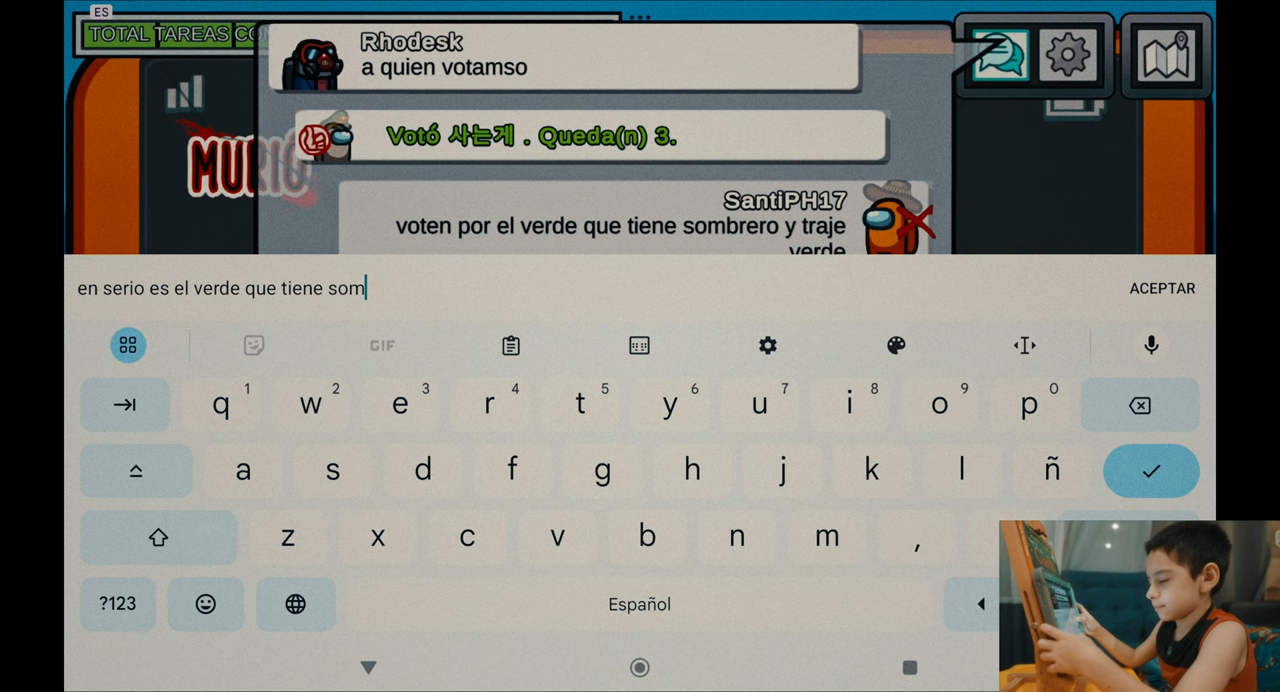 ES
TOTAL TAREAS CO
Rhodesk
a quien votamso
Votó 사는게 . Queda(n) 3.
MURIÓ
SantiPH17
voten por el verde que tiene sombrero y traje
verde
en serio es el verde que tiene som
ACEPTAR
GIF
q 1 w 2 e 3 r 4 t 5 y 6 u 7 i 8 o 9 p 0
a s d f g h j k l ñ
z x c v b n m ,
?123
Español